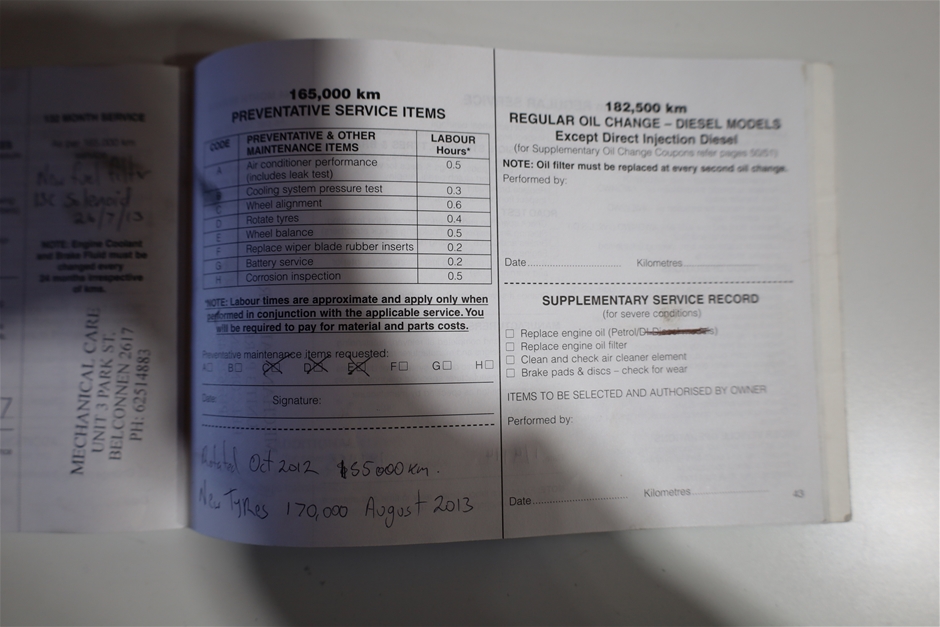 100 MONTH SERVICE
New fuel filter
Solenoid
24/7/13
NOTE: Engine Coolant
and Brake Fluid must be
changed every
24 months irrespective
of kms.
MECHANICAL CARE
UNIT 3 PARK ST,
BELCONNEN 2617
PH: 62514883
165,000 km
PREVENTATIVE SERVICE ITEMS
CODE PREVENTATIVE & OTHER MAINTENANCE ITEMS LABOUR Hours*
A Air conditioner performance (includes leak test) 0.5
Cooling system pressure test 0.3
C Wheel alignment 0.6
D Rotate tyres 0.4
E Wheel balance 0.5
F Replace wiper blade rubber inserts 0.2
G Battery service 0.2
H Corrosion inspection 0.5
*NOTE: Labour times are approximate and apply only when
performed in conjunction with the applicable service. You
will be required to pay for material and parts costs.
Preventative maintenance items requested:
A☐ B☐ C☒ D☒ E☒ F☐ G☐ H☐
Date: Signature:
Rotated Oct 2012 155000 km.
New Tyres 170,000 August 2013
182,500 km
REGULAR OIL CHANGE – DIESEL MODELS
Except Direct Injection Diesel
(for Supplementary Oil Change Coupons refer pages 50/51)
NOTE: Oil filter must be replaced at every second oil change.
Performed by:
Date Kilometres
SUPPLEMENTARY SERVICE RECORD
(for severe conditions)
☐ Replace engine oil (Petrol/DI
☐ Replace engine oil filter
☐ Clean and check air cleaner element
☐ Brake pads & discs – check for wear
ITEMS TO BE SELECTED AND AUTHORISED BY OWNER
Performed by:
Date Kilometres
43